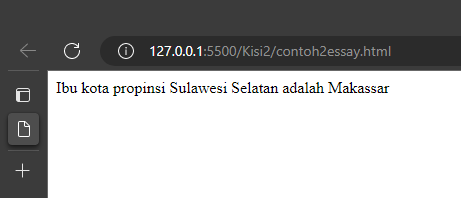 127.0.0.1:5500/Kisi2/contoh2essay.html
Ibu kota propinsi Sulawesi Selatan adalah Makassar